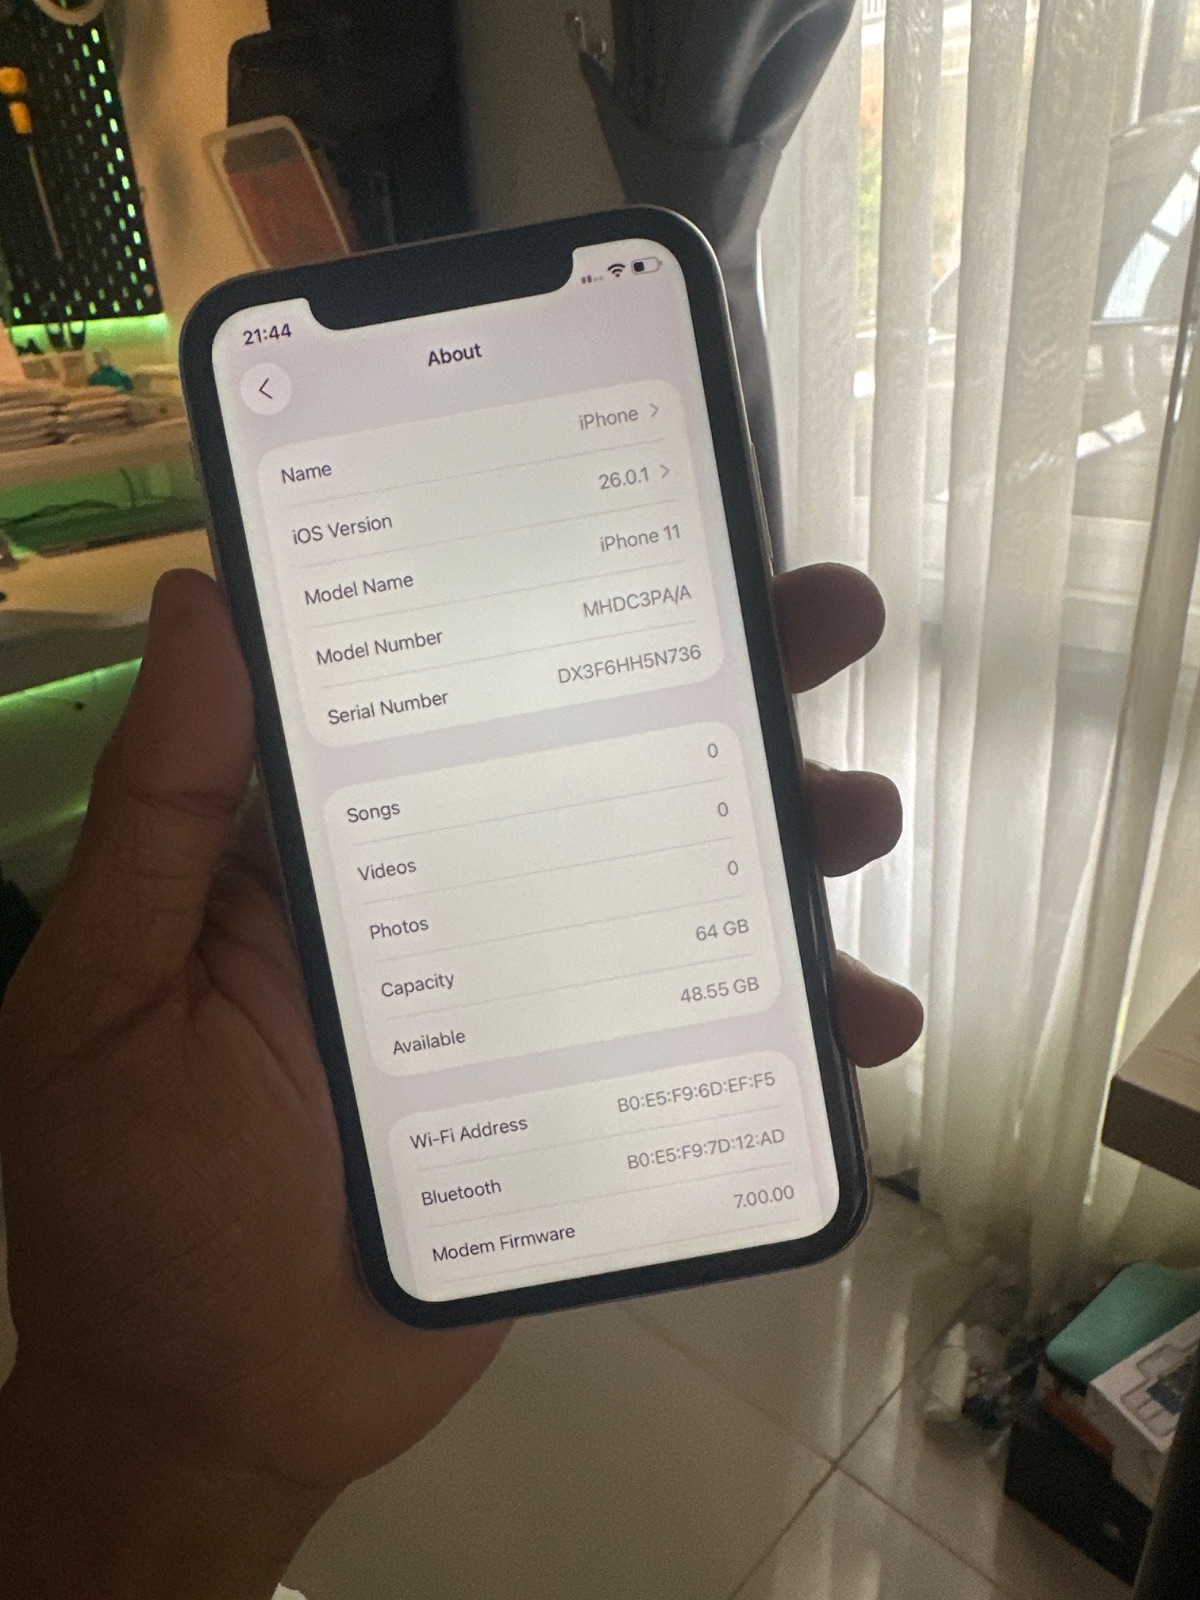 21:44
About
Name iPhone
iOS Version 26.0.1
Model Name iPhone 11
Model Number MHDC3PA/A
Serial Number DX3F6HH5N736
Songs 0
Videos 0
Photos 0
Capacity 64 GB
Available 48.55 GB
Wi-Fi Address B0:E5:F9:6D:EF:F5
Bluetooth B0:E5:F9:7D:12:AD
Modem Firmware 7.00.00